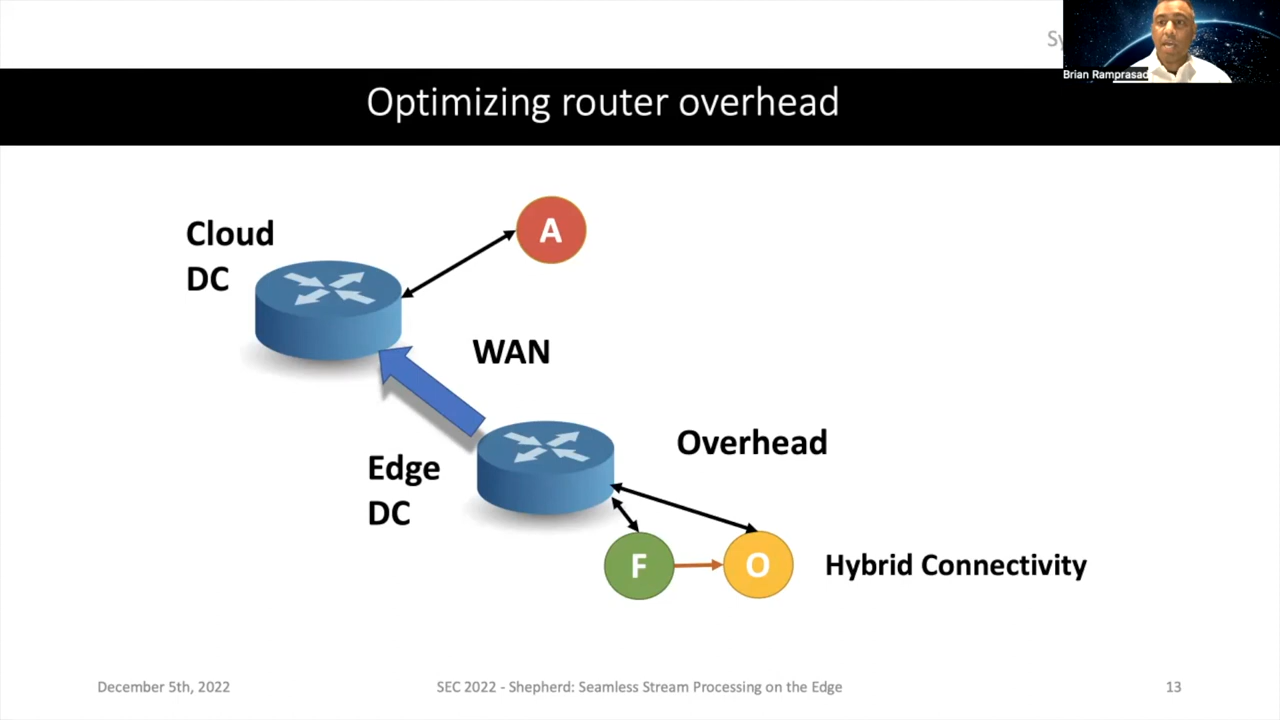 Brian Ramprasad
Optimizing router overhead
Cloud
DC
A
WAN
Edge
DC
Overhead
F
O
Hybrid Connectivity
December 5th, 2022
SEC 2022 - Shepherd: Seamless Stream Processing on the Edge
13